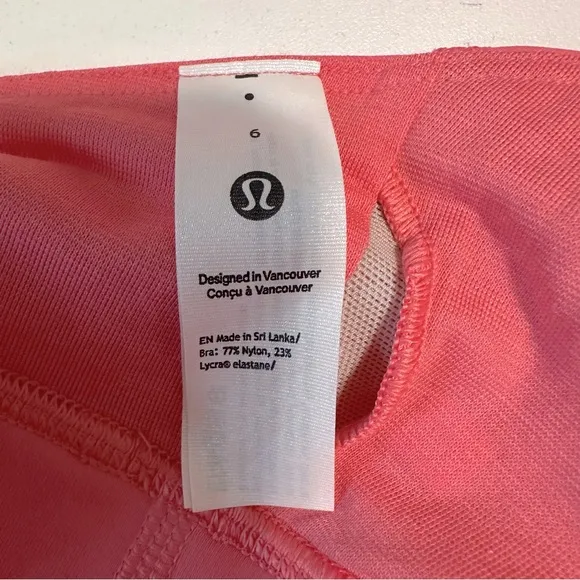 6
Designed in Vancouver
Conçu à Vancouver
EN Made in Sri Lanka/
Bra: 77% Nylon, 23%
Lycra® elastane/